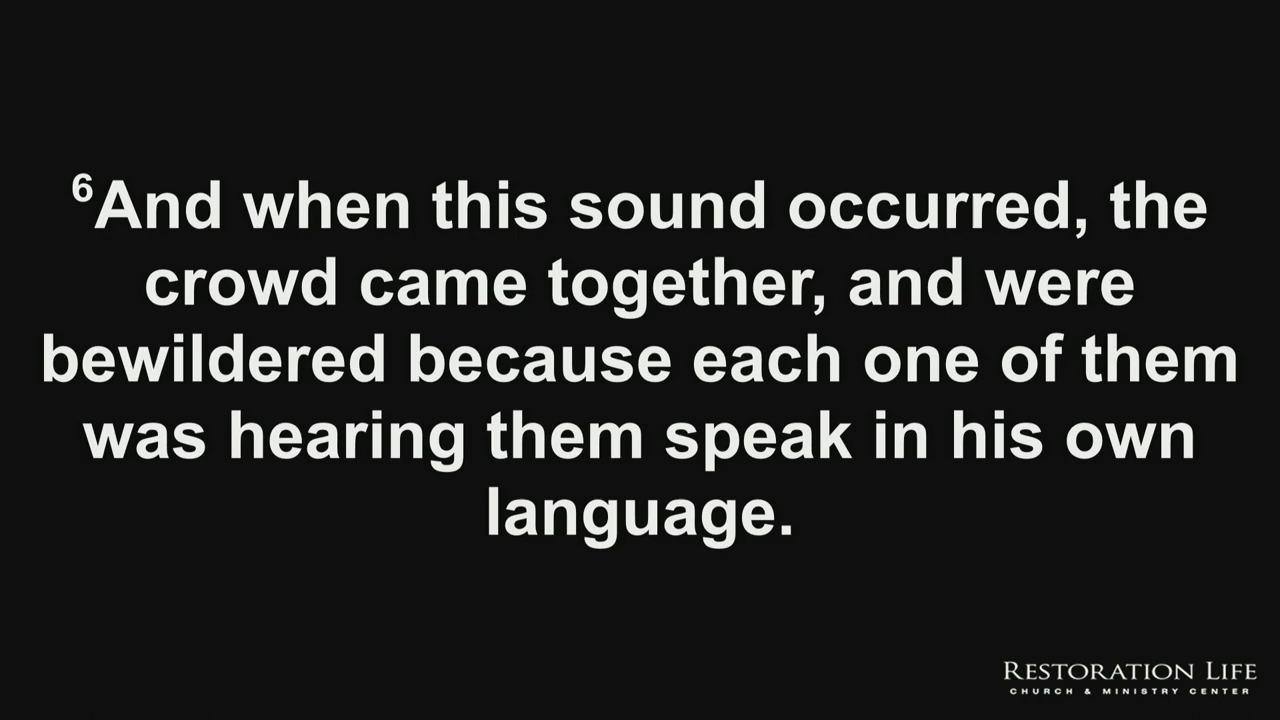 ⁶And when this sound occurred, the
crowd came together, and were
bewildered because each one of them
was hearing them speak in his own
language.
RESTORATION LIFE
CHURCH & MINISTRY CENTER